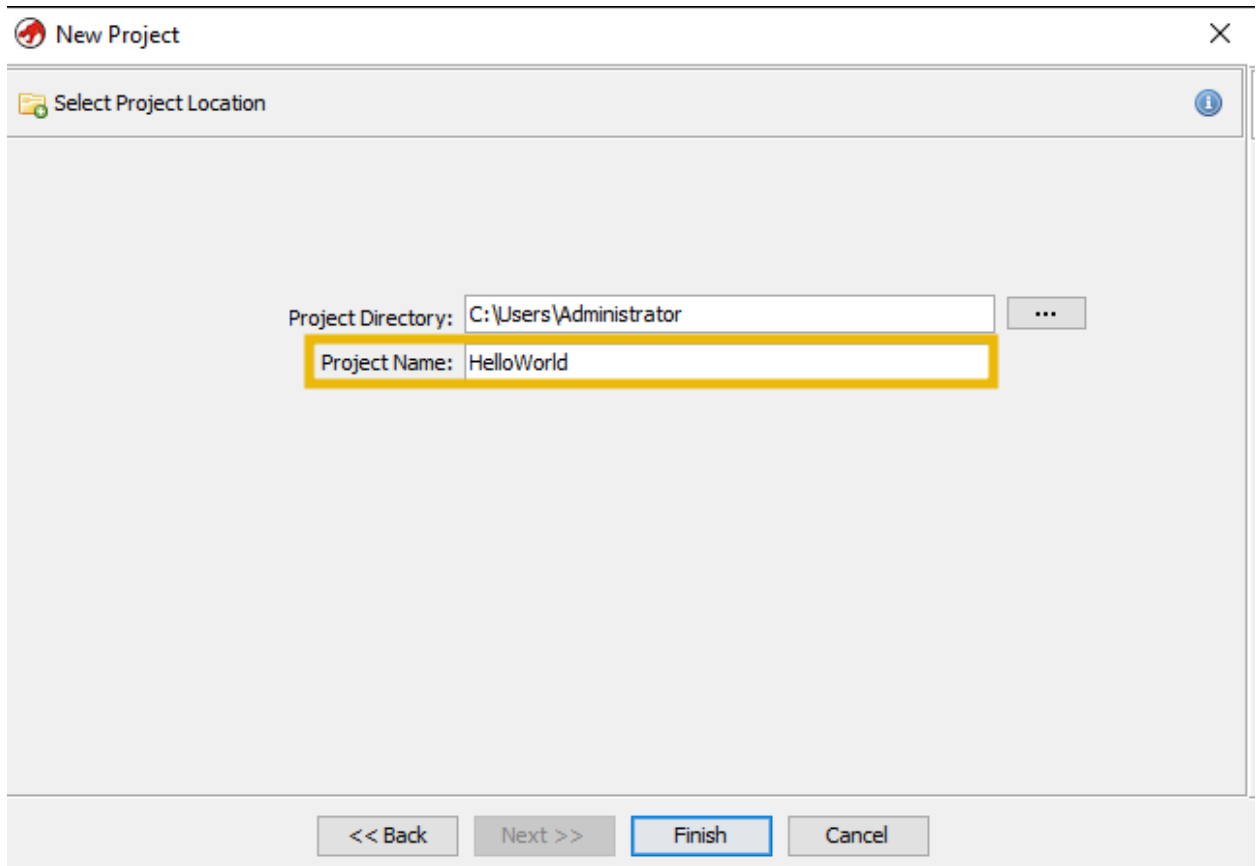 New Project
Select Project Location
Project Directory: C:\Users\Administrator ...
Project Name: HelloWorld
<< Back Next >> Finish Cancel